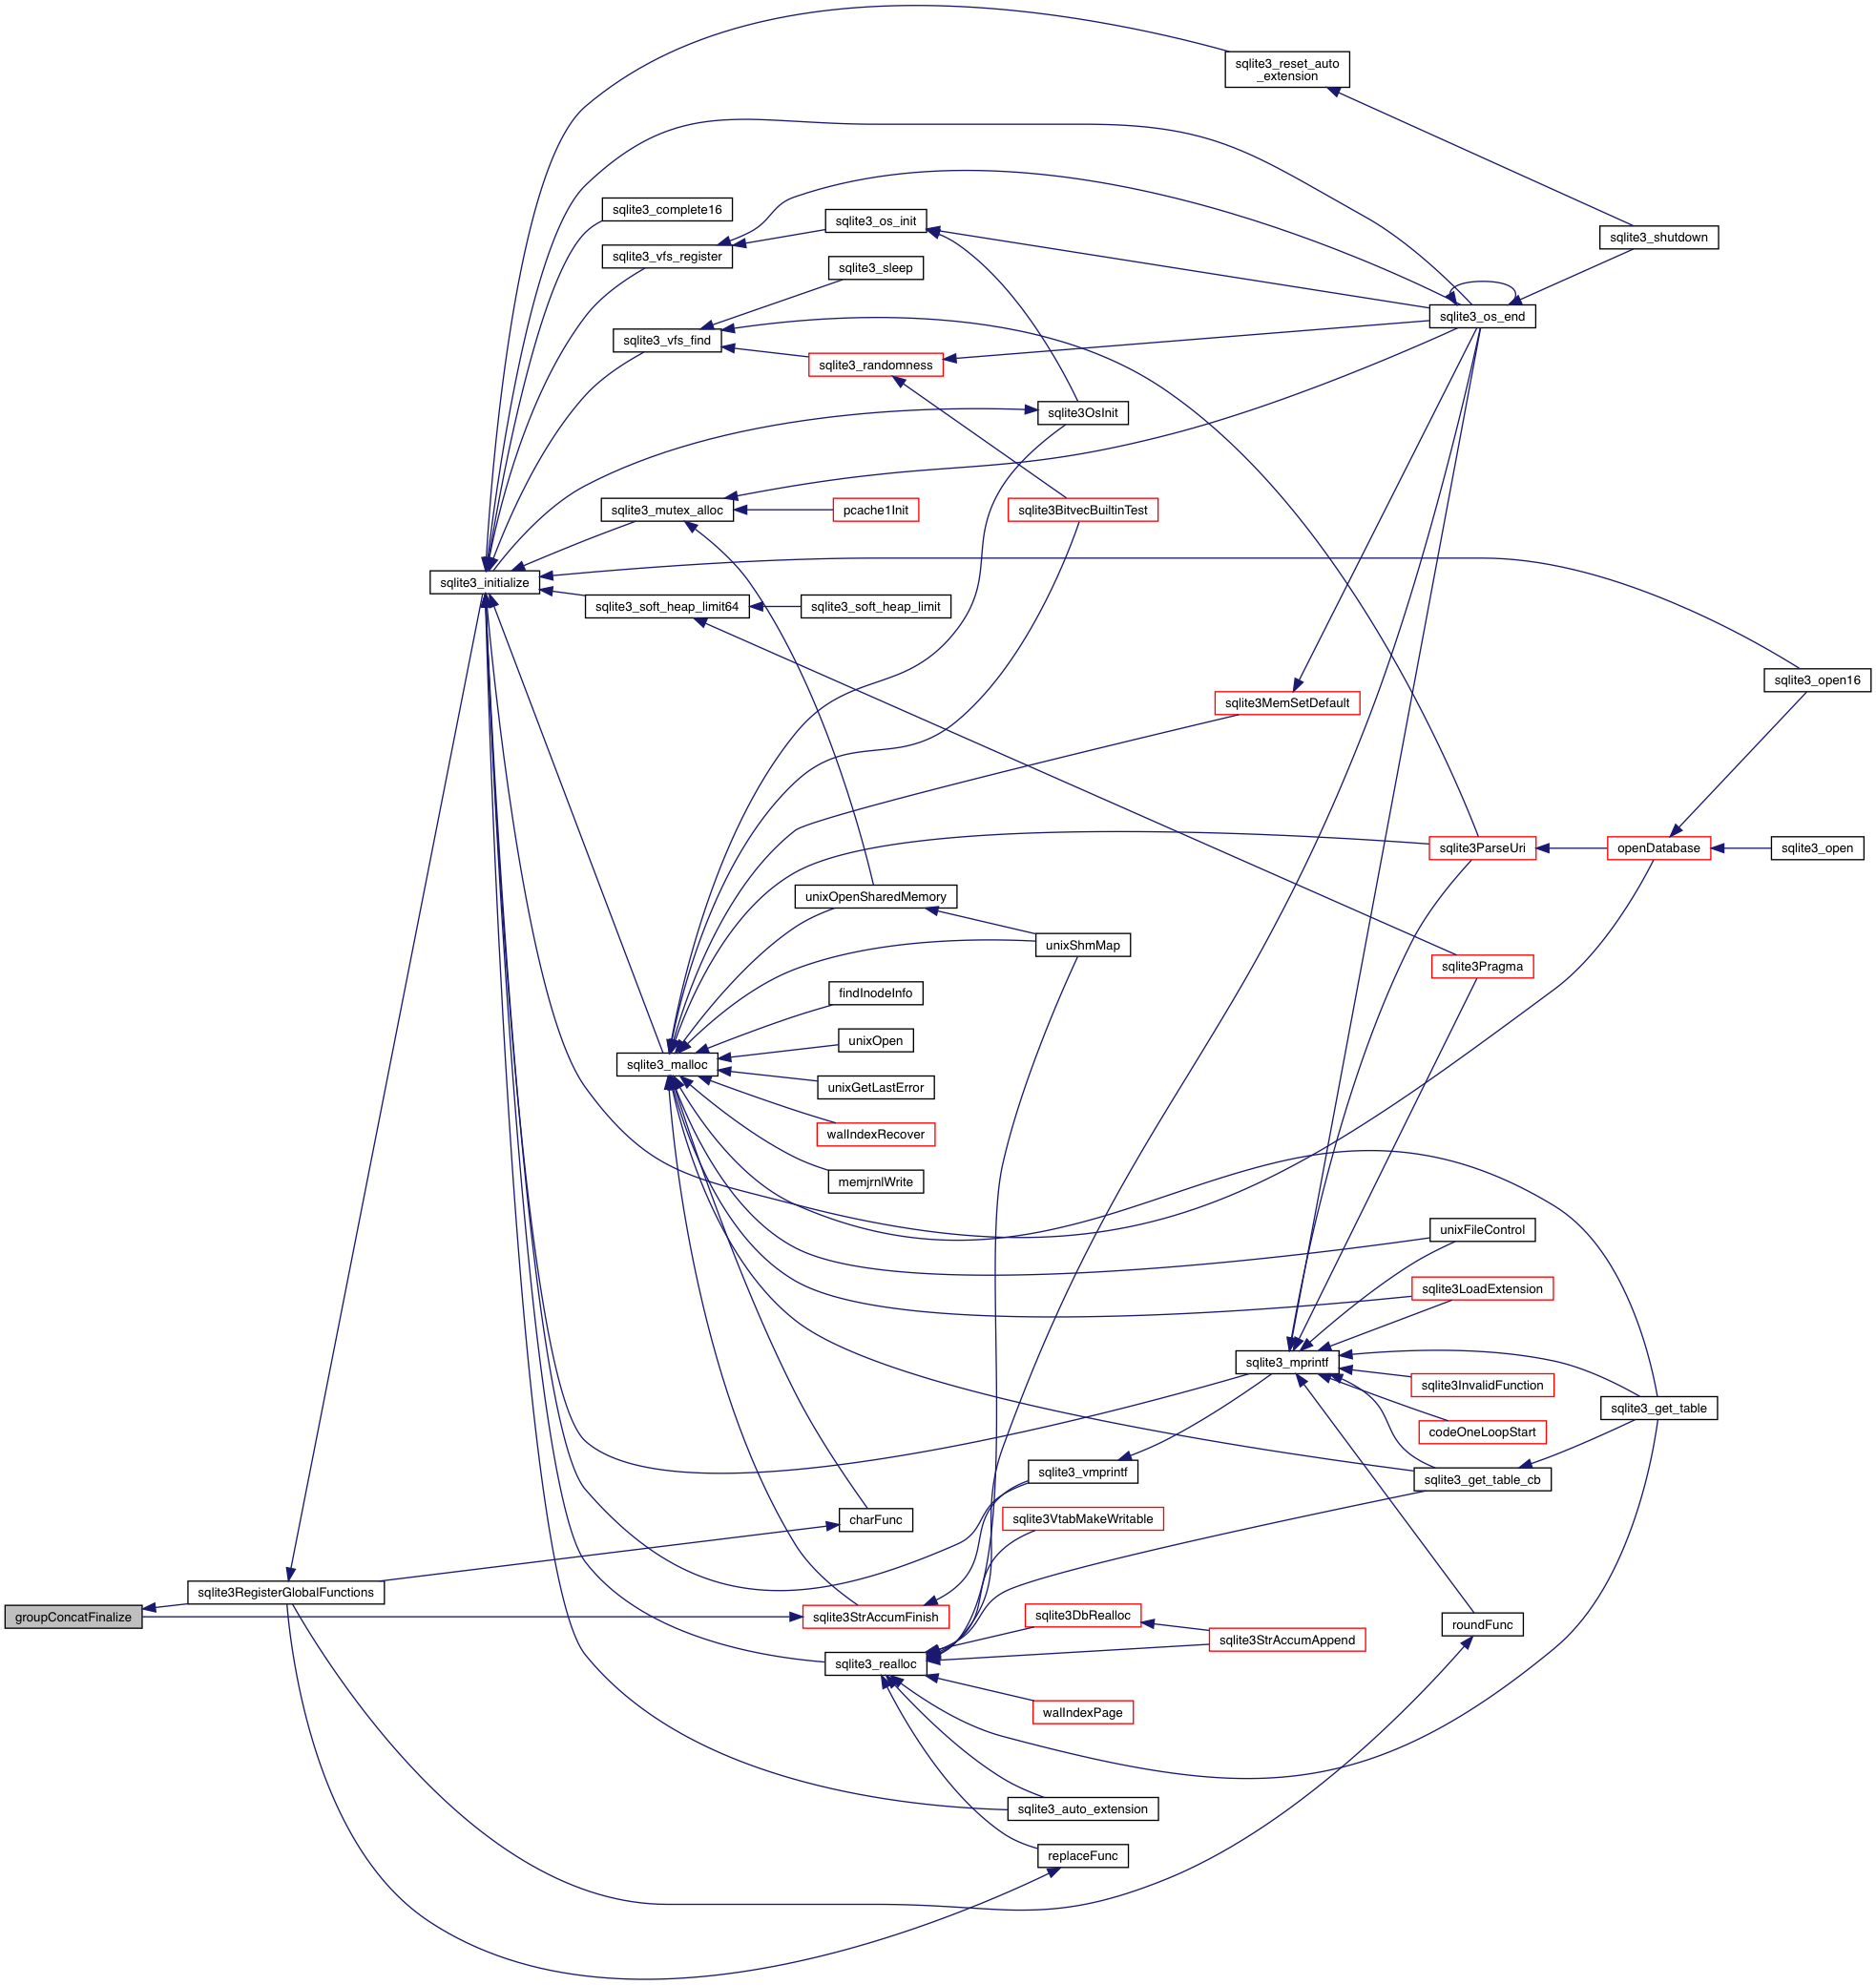 sqlite3_reset_auto
_extension
sqlite3_complete16
sqlite3_os_init
sqlite3_shutdown
sqlite3_vfs_register
sqlite3_sleep
sqlite3_os_end
sqlite3_vfs_find
sqlite3_randomness
sqlite3OsInit
sqlite3_mutex_alloc
pcache1Init
sqlite3BitvecBuiltinTest
sqlite3_initialize
sqlite3_soft_heap_limit64
sqlite3_soft_heap_limit
sqlite3_open16
sqlite3MemSetDefault
sqlite3ParseUri
openDatabase
sqlite3_open
unixOpenSharedMemory
unixShmMap
sqlite3Pragma
findInodeInfo
unixOpen
sqlite3_malloc
unixGetLastError
walIndexRecover
memjrnlWrite
unixFileControl
sqlite3LoadExtension
sqlite3_mprintf
sqlite3InvalidFunction
sqlite3_get_table
codeOneLoopStart
sqlite3_vmprintf
sqlite3_get_table_cb
charFunc
sqlite3VtabMakeWritable
sqlite3RegisterGlobalFunctions
groupConcatFinalize
sqlite3StrAccumFinish
sqlite3DbRealloc
roundFunc
sqlite3StrAccumAppend
sqlite3_realloc
walIndexPage
sqlite3_auto_extension
replaceFunc